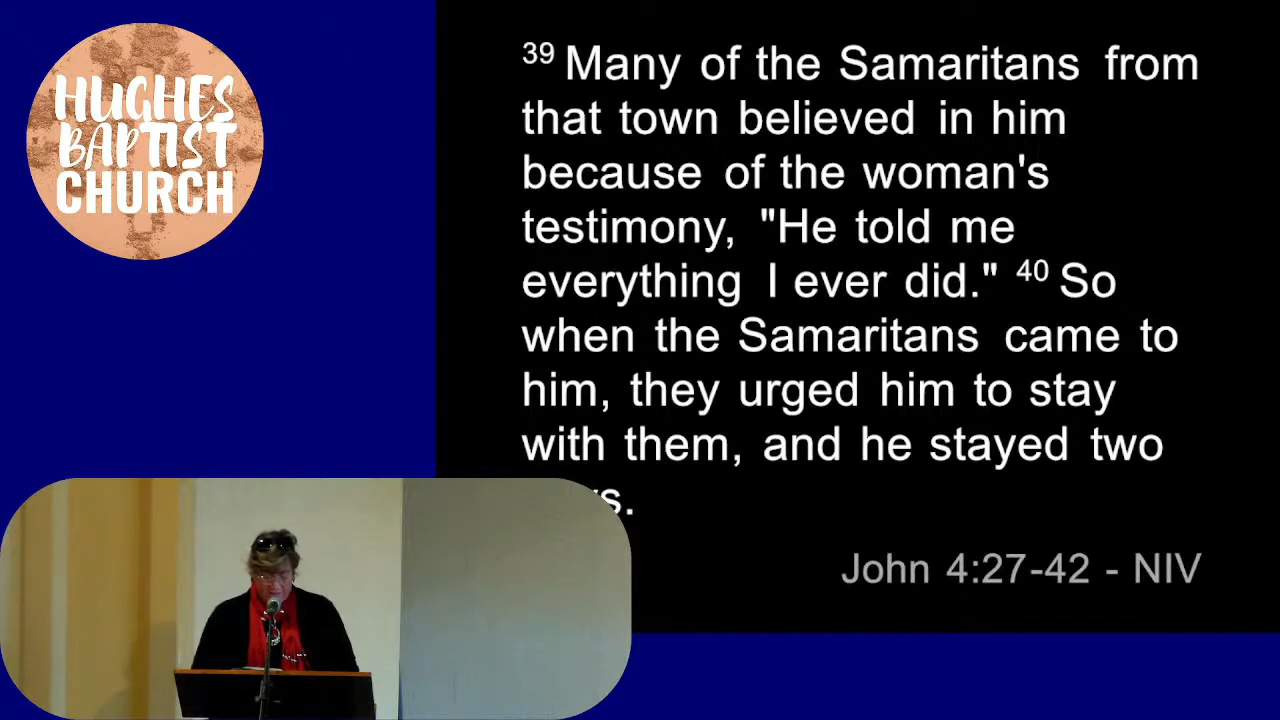 HUGHES
BAPTIST
CHURCH
39 Many of the Samaritans from
that town believed in him
because of the woman's
testimony, "He told me
everything I ever did." 40 So
when the Samaritans came to
him, they urged him to stay
with them, and he stayed two
John 4:27-42 - NIV